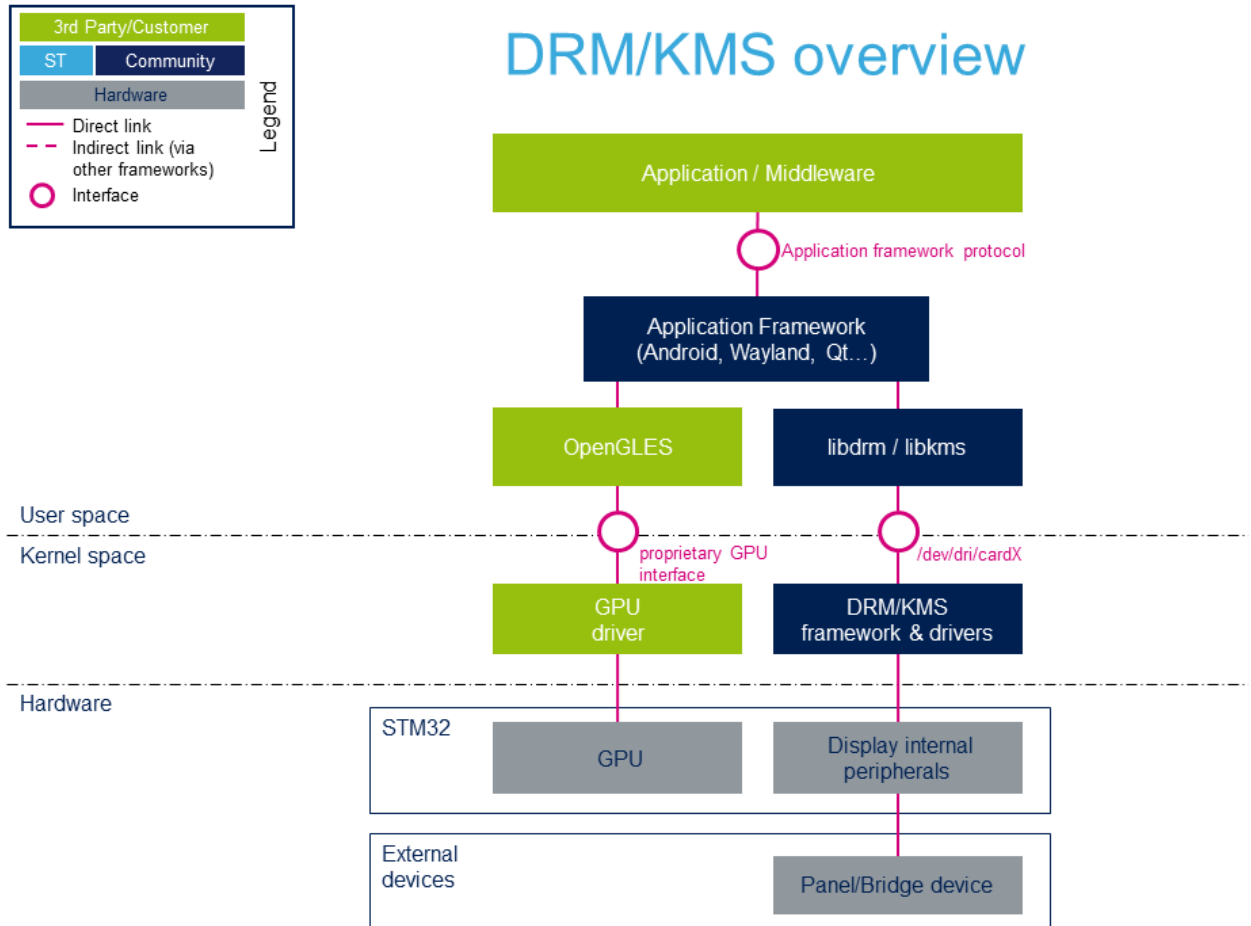 3rd Party/Customer
ST
Community
Hardware
Direct link
Indirect link (via
other frameworks)
Interface
Legend
DRM/KMS overview
Application / Middleware
Application framework protocol
Application Framework
(Android, Wayland, Qt...)
OpenGLES
libdrm / libkms
User space
Kernel space
proprietary GPU
interface
/dev/dri/cardX
GPU
driver
DRM/KMS
framework & drivers
Hardware
STM32
GPU
Display internal
peripherals
External
devices
Panel/Bridge device